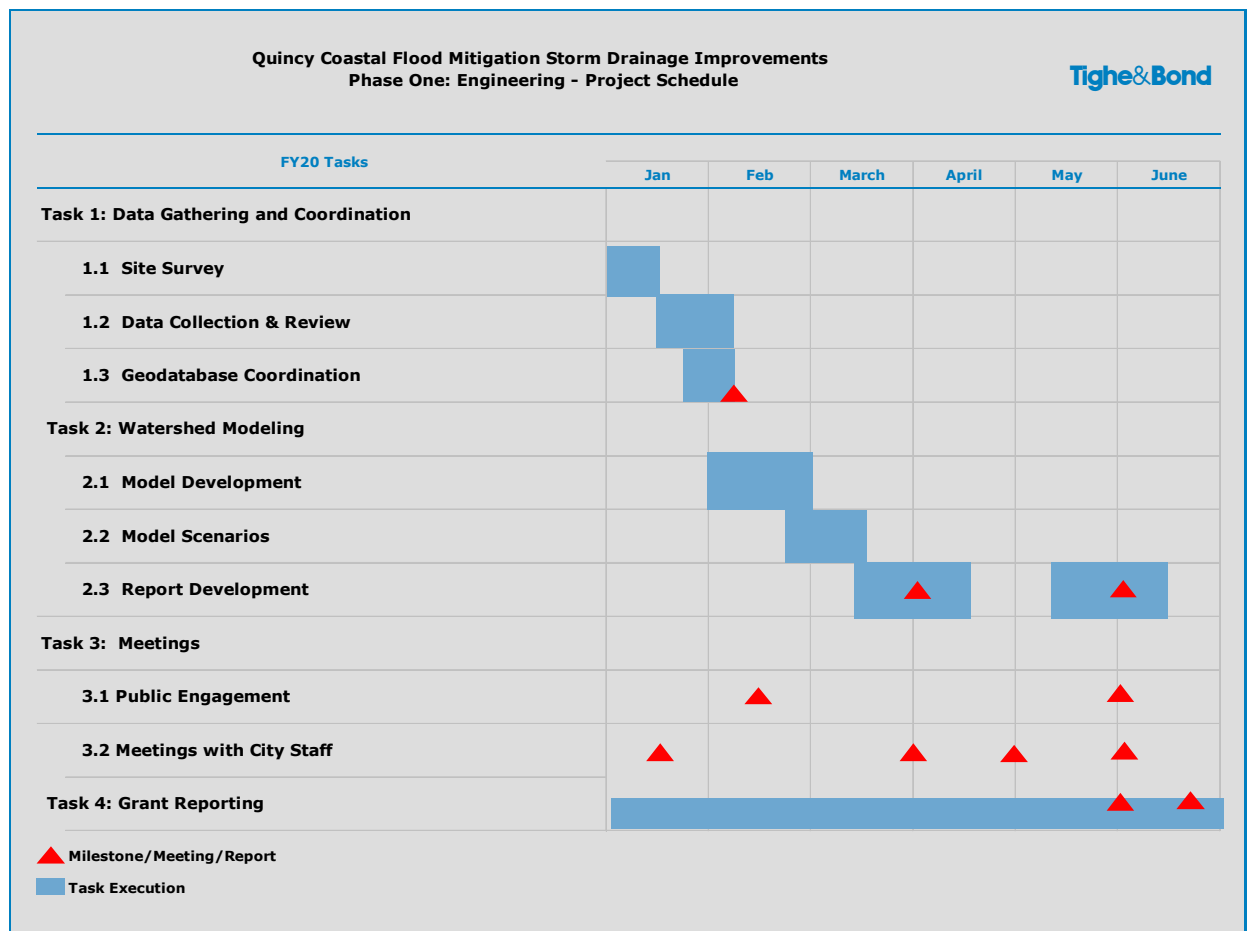 Quincy Coastal Flood Mitigation Storm Drainage Improvements
Phase One: Engineering - Project Schedule
Tighe&Bond
FY20 Tasks
Jan Feb March April May June
Task 1: Data Gathering and Coordination
1.1 Site Survey
1.2 Data Collection & Review
1.3 Geodatabase Coordination
Task 2: Watershed Modeling
2.1 Model Development
2.2 Model Scenarios
2.3 Report Development
Task 3: Meetings
3.1 Public Engagement
3.2 Meetings with City Staff
Task 4: Grant Reporting
Milestone/Meeting/Report
Task Execution